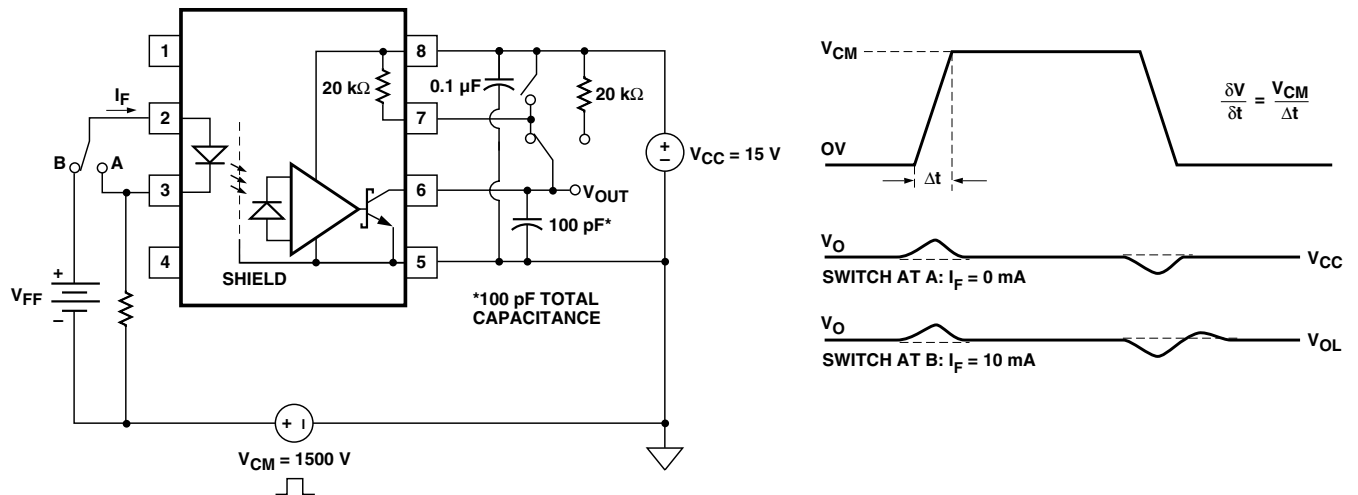 1
2
3
4
8
7
6
5
I_F
B
A
V_FF
+
–
SHIELD
20 kΩ
0.1 µF
20 kΩ
+
–
V_CC = 15 V
V_OUT
100 pF*
*100 pF TOTAL
CAPACITANCE
+ –
V_CM = 1500 V
V_CM
OV
Δt
δV/δt = V_CM/Δt
V_O
V_CC
SWITCH AT A: I_F = 0 mA
V_O
V_OL
SWITCH AT B: I_F = 10 mA